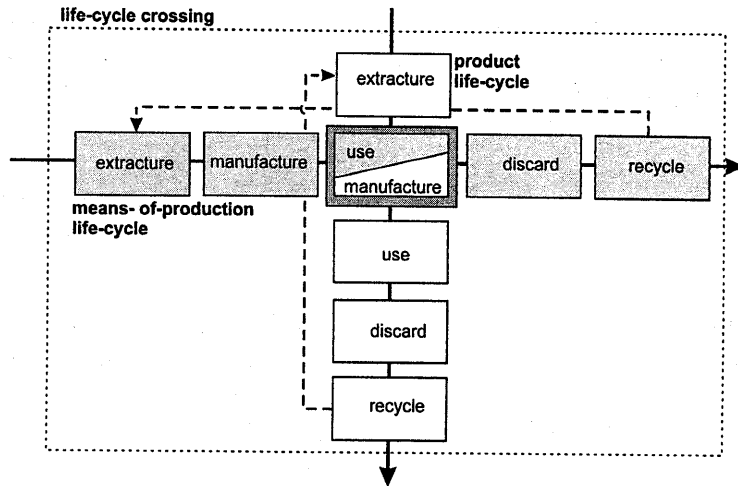 life-cycle crossing
extracture
product
life-cycle
extracture
manufacture
use
manufacture
discard
recycle
means- of-production
life-cycle
use
discard
recycle